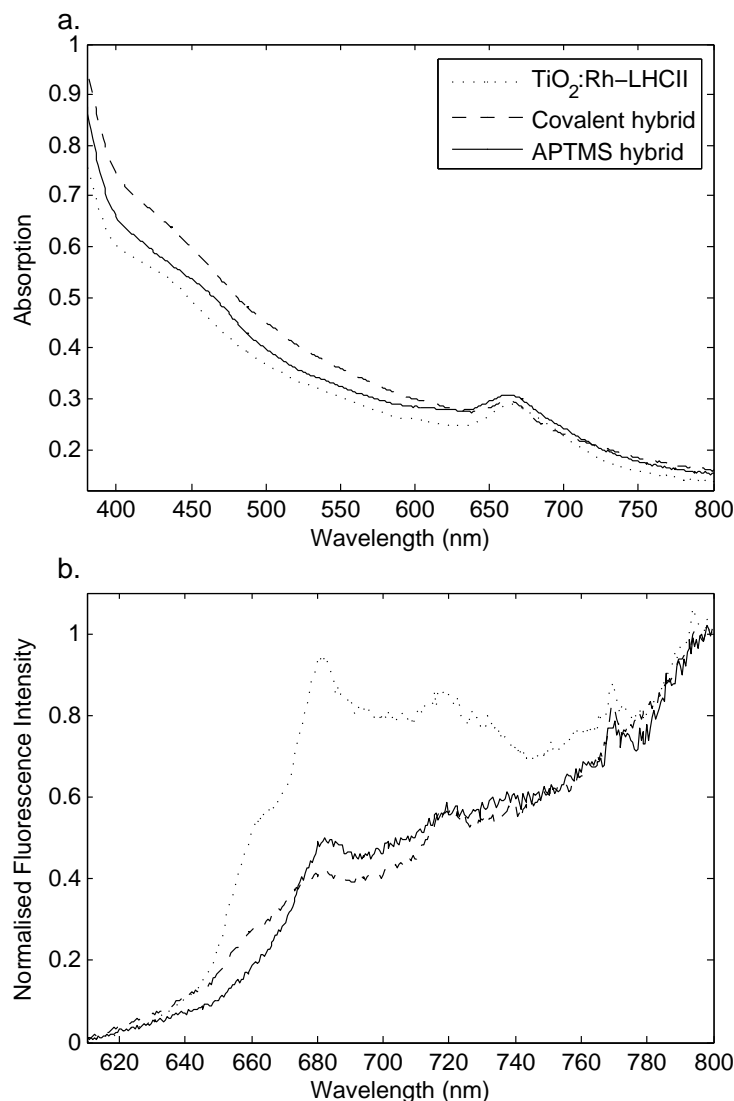 a.
1
0.9
0.8
0.7
0.6
0.5
0.4
0.3
0.2
Absorption
TiO2:Rh–LHCII
Covalent hybrid
APTMS hybrid
400 450 500 550 600 650 700 750 800
Wavelength (nm)
b.
1
0.8
0.6
0.4
0.2
0
Normalised Fluorescence Intensity
620 640 660 680 700 720 740 760 780 800
Wavelength (nm)